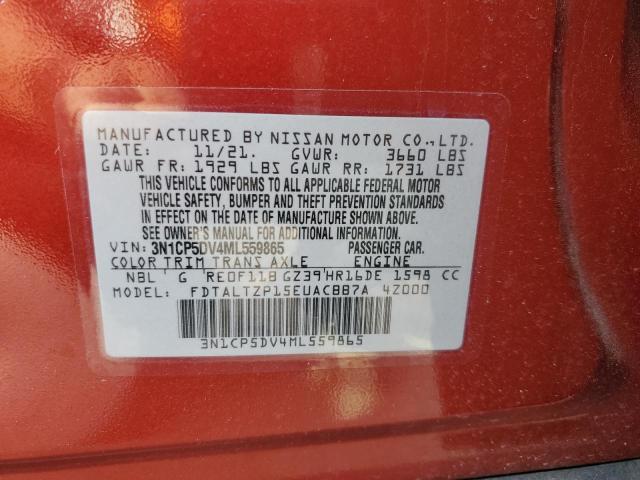 MANUFACTURED BY NISSAN MOTOR CO.,LTD.
DATE: 11/21. GVWR: 3660 LBS
GAWR FR: 1929 LBS GAWR RR: 1731 LBS
THIS VEHICLE CONFORMS TO ALL APPLICABLE FEDERAL MOTOR
VEHICLE SAFETY, BUMPER AND THEFT PREVENTION STANDARDS
IN EFFECT ON THE DATE OF MANUFACTURE SHOWN ABOVE.
SEE OWNER'S MANUAL FOR ADDITIONAL INFORMATION
VIN: 3N1CP5DV4ML559865 PASSENGER CAR.
COLOR TRIM TRANS AXLE ENGINE
NBL G RE0F11B GZ39 HR16DE 1598 CC
MODEL: FDTALTZP15EUACBB7A 4Z000
3N1CP5DV4ML559865